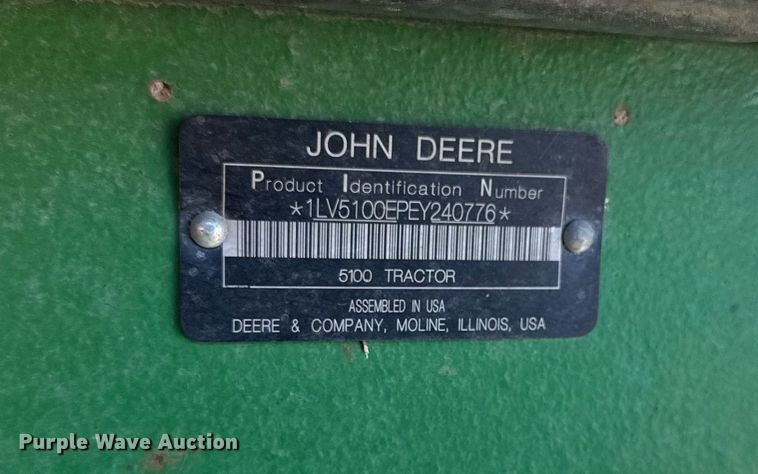 JOHN DEERE
Product Identification Number
*1LV5100EPEY240776*
5100 TRACTOR
ASSEMBLED IN USA
DEERE & COMPANY, MOLINE, ILLINOIS, USA
Purple Wave Auction